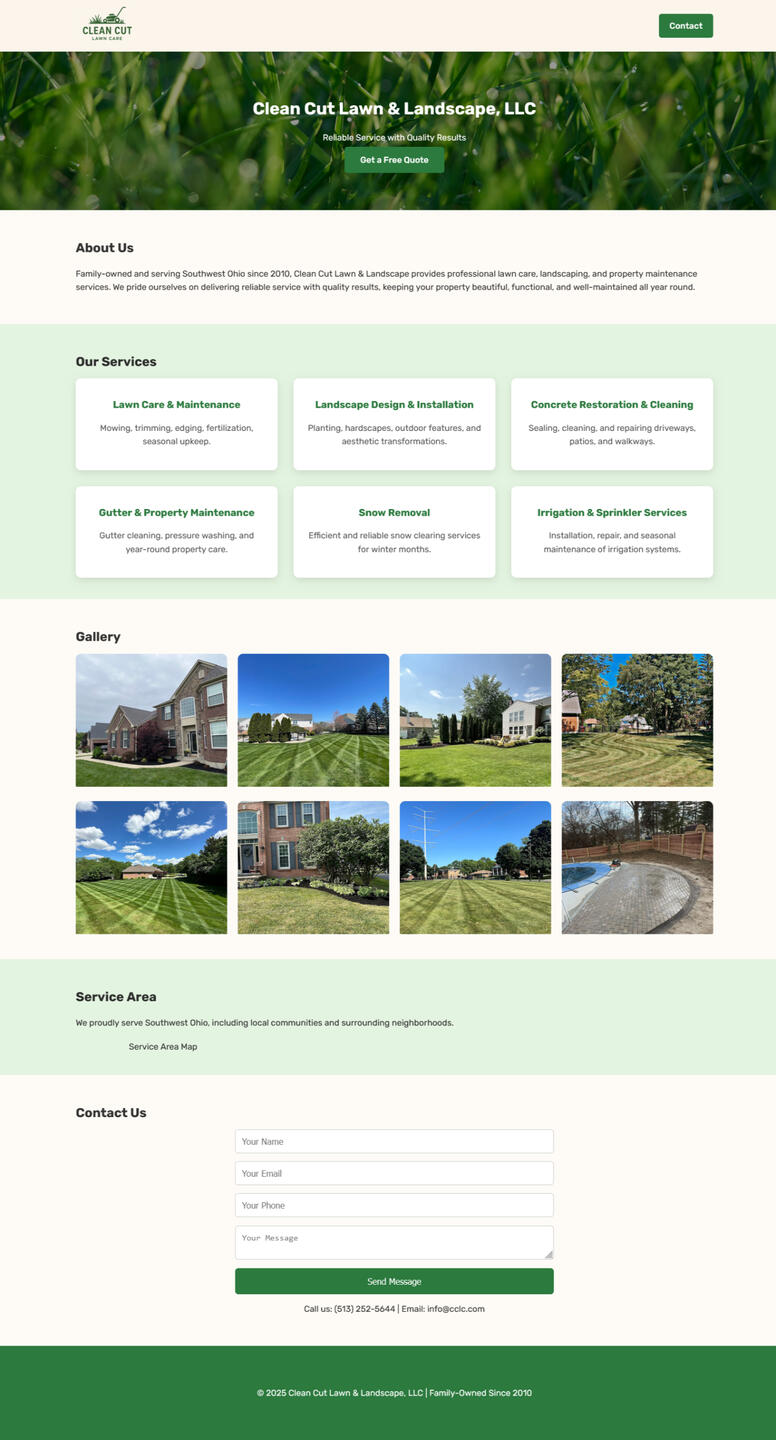 CLEAN CUT
LAWN CARE
Contact
Clean Cut Lawn & Landscape, LLC
Reliable Service with Quality Results
Get a Free Quote
About Us
Family-owned and serving Southwest Ohio since 2010, Clean Cut Lawn & Landscape provides professional lawn care, landscaping, and property maintenance
services. We pride ourselves on delivering reliable service with quality results, keeping your property beautiful, functional, and well-maintained all year round.
Our Services
Lawn Care & Maintenance
Mowing, trimming, edging, fertilization,
seasonal upkeep.
Landscape Design & Installation
Planting, hardscapes, outdoor features, and
aesthetic transformations.
Concrete Restoration & Cleaning
Sealing, cleaning, and repairing driveways,
patios, and walkways.
Gutter & Property Maintenance
Gutter cleaning, pressure washing, and
year-round property care.
Snow Removal
Efficient and reliable snow clearing services
for winter months.
Irrigation & Sprinkler Services
Installation, repair, and seasonal
maintenance of irrigation systems.
Gallery
Service Area
We proudly serve Southwest Ohio, including local communities and surrounding neighborhoods.
Service Area Map
Contact Us
Your Name
Your Email
Your Phone
Your Message
Send Message
Call us: (513) 252-5644 | Email: info@cclc.com
© 2025 Clean Cut Lawn & Landscape, LLC | Family-Owned Since 2010